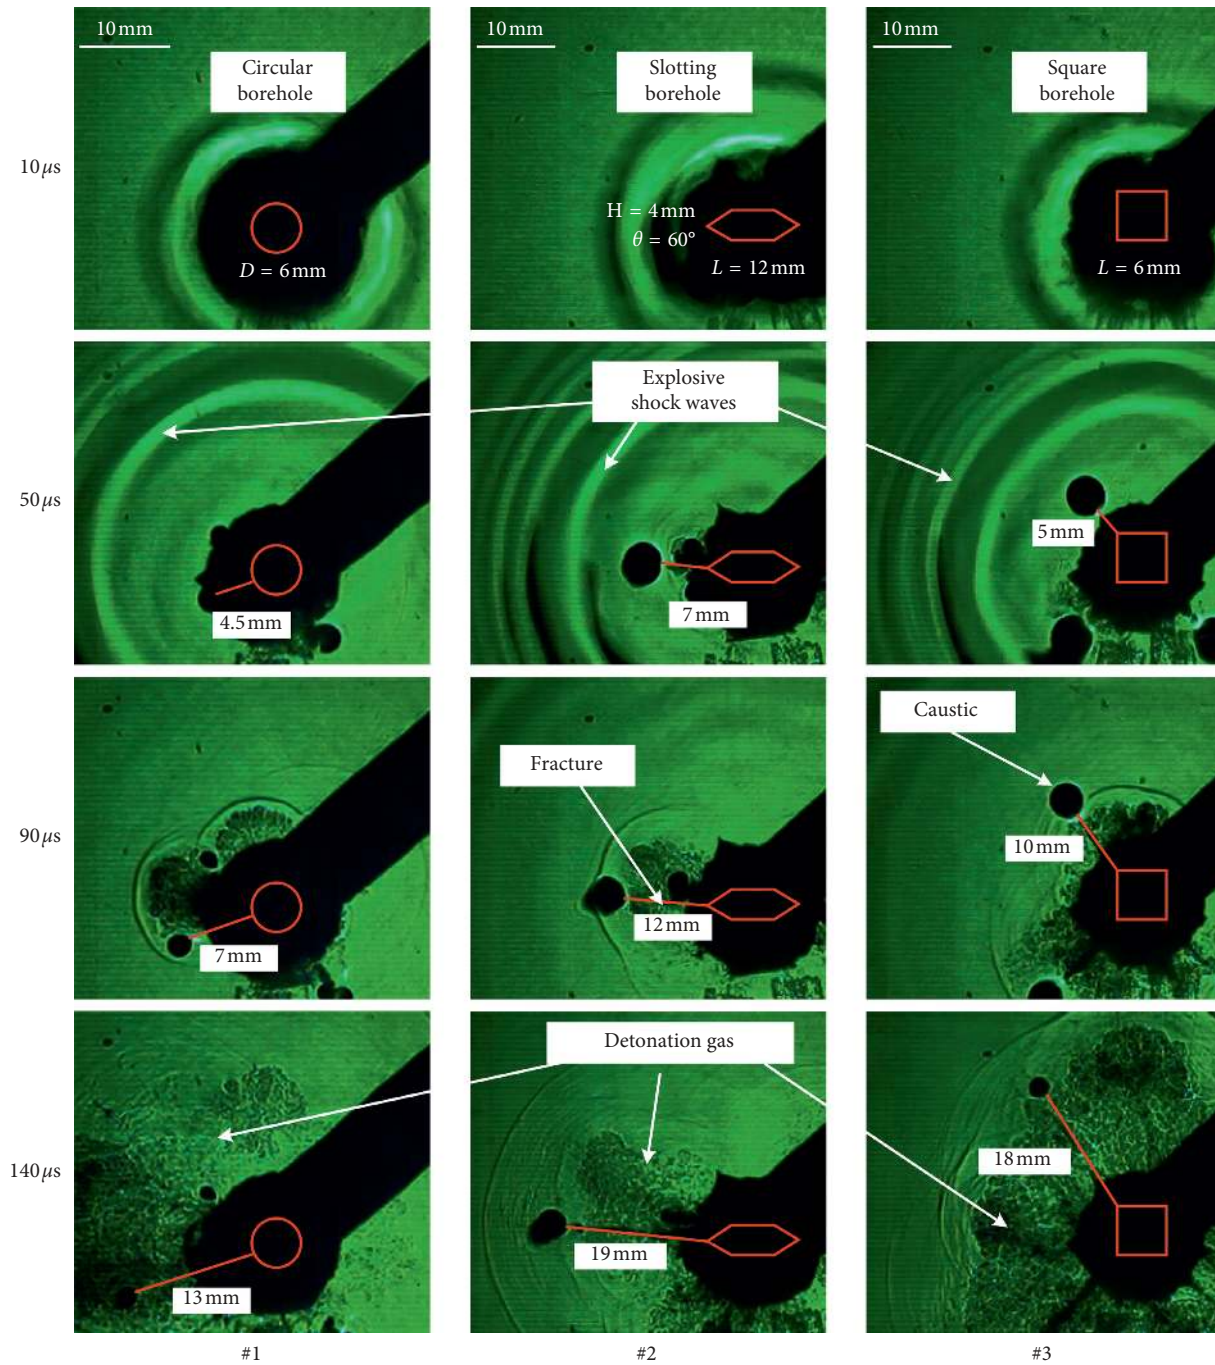 10 mm
10 mm
10 mm
Circular
borehole
Slotting
borehole
Square
borehole
10 µs
H = 4 mm
θ = 60°
D = 6 mm
L = 12 mm
L = 6 mm
Explosive
shock waves
50 µs
5 mm
4.5 mm
7 mm
Caustic
Fracture
90 µs
10 mm
12 mm
7 mm
Detonation gas
140 µs
18 mm
19 mm
13 mm
#1
#2
#3